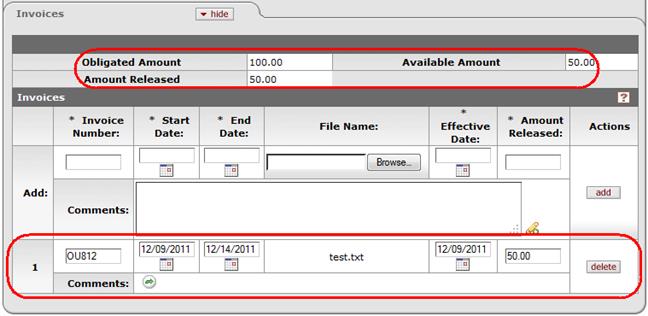 Invoices
hide
Obligated Amount 100.00 Available Amount 50.00
Amount Released 50.00
Invoices ?
* Invoice Number: * Start Date: * End Date: File Name: * Effective Date: * Amount Released: Actions
Add: Browse... add
Comments:
1 OU812 12/09/2011 12/14/2011 test.txt 12/09/2011 50.00 delete
Comments: